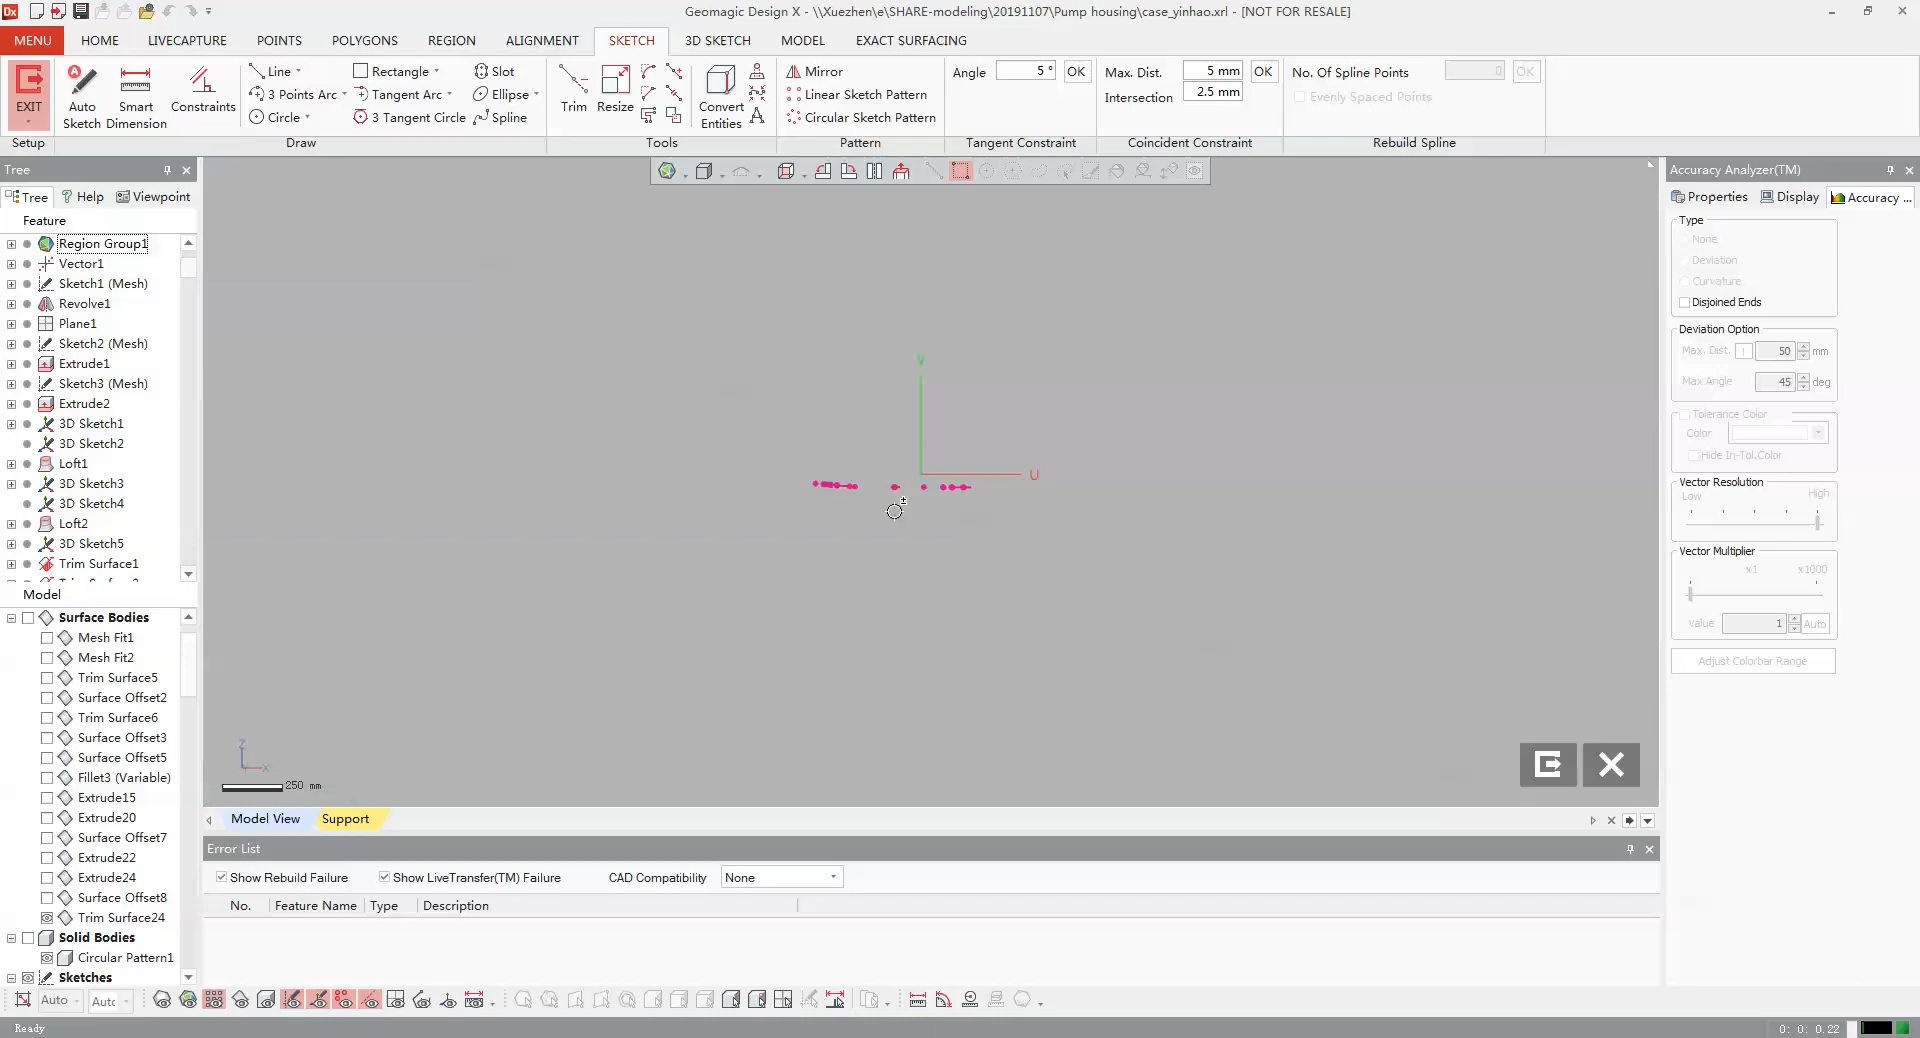 Dx
Geomagic Design X - \\Xuezhen\e\SHARE-modeling\20191107\Pump housing\case_yinhao.xrl - [NOT FOR RESALE]
MENU HOME LIVECAPTURE POINTS POLYGONS REGION ALIGNMENT SKETCH 3D SKETCH MODEL EXACT SURFACING
EXIT
Auto Sketch
Smart Dimension
Constraints
Line Rectangle Slot
3 Points Arc Tangent Arc Ellipse
Circle 3 Tangent Circle Spline
Trim
Resize
Convert Entities
Mirror
Linear Sketch Pattern
Circular Sketch Pattern
Angle 5 ° OK
Max. Dist. 5 mm OK
Intersection 2.5 mm
No. Of Spline Points 0 OK
Evenly Spaced Points
Setup Draw Tools Pattern Tangent Constraint Coincident Constraint Rebuild Spline
Tree
Tree Help Viewpoint
Feature
Region Group1
Vector1
Sketch1 (Mesh)
Revolve1
Plane1
Sketch2 (Mesh)
Extrude1
Sketch3 (Mesh)
Extrude2
3D Sketch1
3D Sketch2
Loft1
3D Sketch3
3D Sketch4
Loft2
3D Sketch5
Trim Surface1
Model
Surface Bodies
Mesh Fit1
Mesh Fit2
Trim Surface5
Surface Offset2
Trim Surface6
Surface Offset3
Surface Offset5
Fillet3 (Variable)
Extrude15
Extrude20
Surface Offset7
Extrude22
Extrude24
Surface Offset8
Trim Surface24
Solid Bodies
Circular Pattern1
Sketches
V
U
Z
X
250 mm
Model View Support
Error List
Show Rebuild Failure Show LiveTransfer(TM) Failure CAD Compatibility None
No. Feature Name Type Description
Accuracy Analyzer(TM)
Properties Display Accuracy ...
Type
None
Deviation
Curvature
Disjoined Ends
Deviation Option
Max. Dist. 50 mm
Max Angle 45 deg
Tolerance Color
Color
Hide In-Tol.Color
Vector Resolution
Low High
Vector Multiplier
x1 x1000
Value 1 Auto
Adjust Colorbar Range
Auto Auto
Ready
0: 0: 0.22